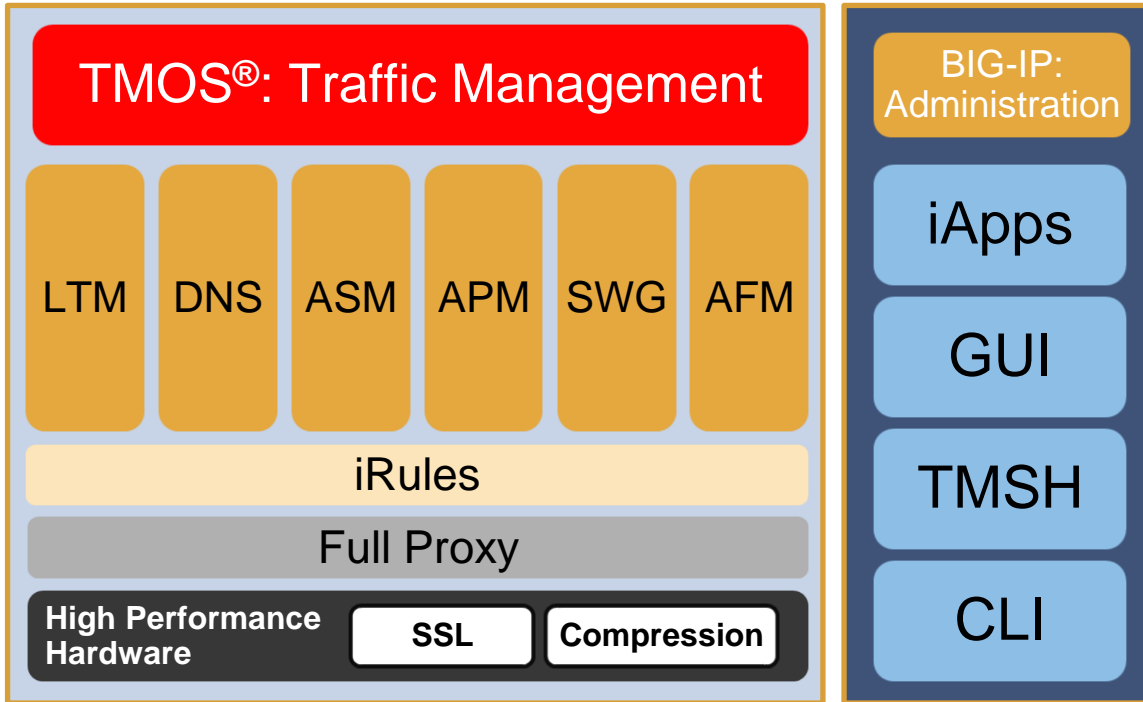 TMOS®: Traffic Management
LTM
DNS
ASM
APM
SWG
AFM
iRules
Full Proxy
High Performance
Hardware
SSL
Compression
BIG-IP:
Administration
iApps
GUI
TMSH
CLI